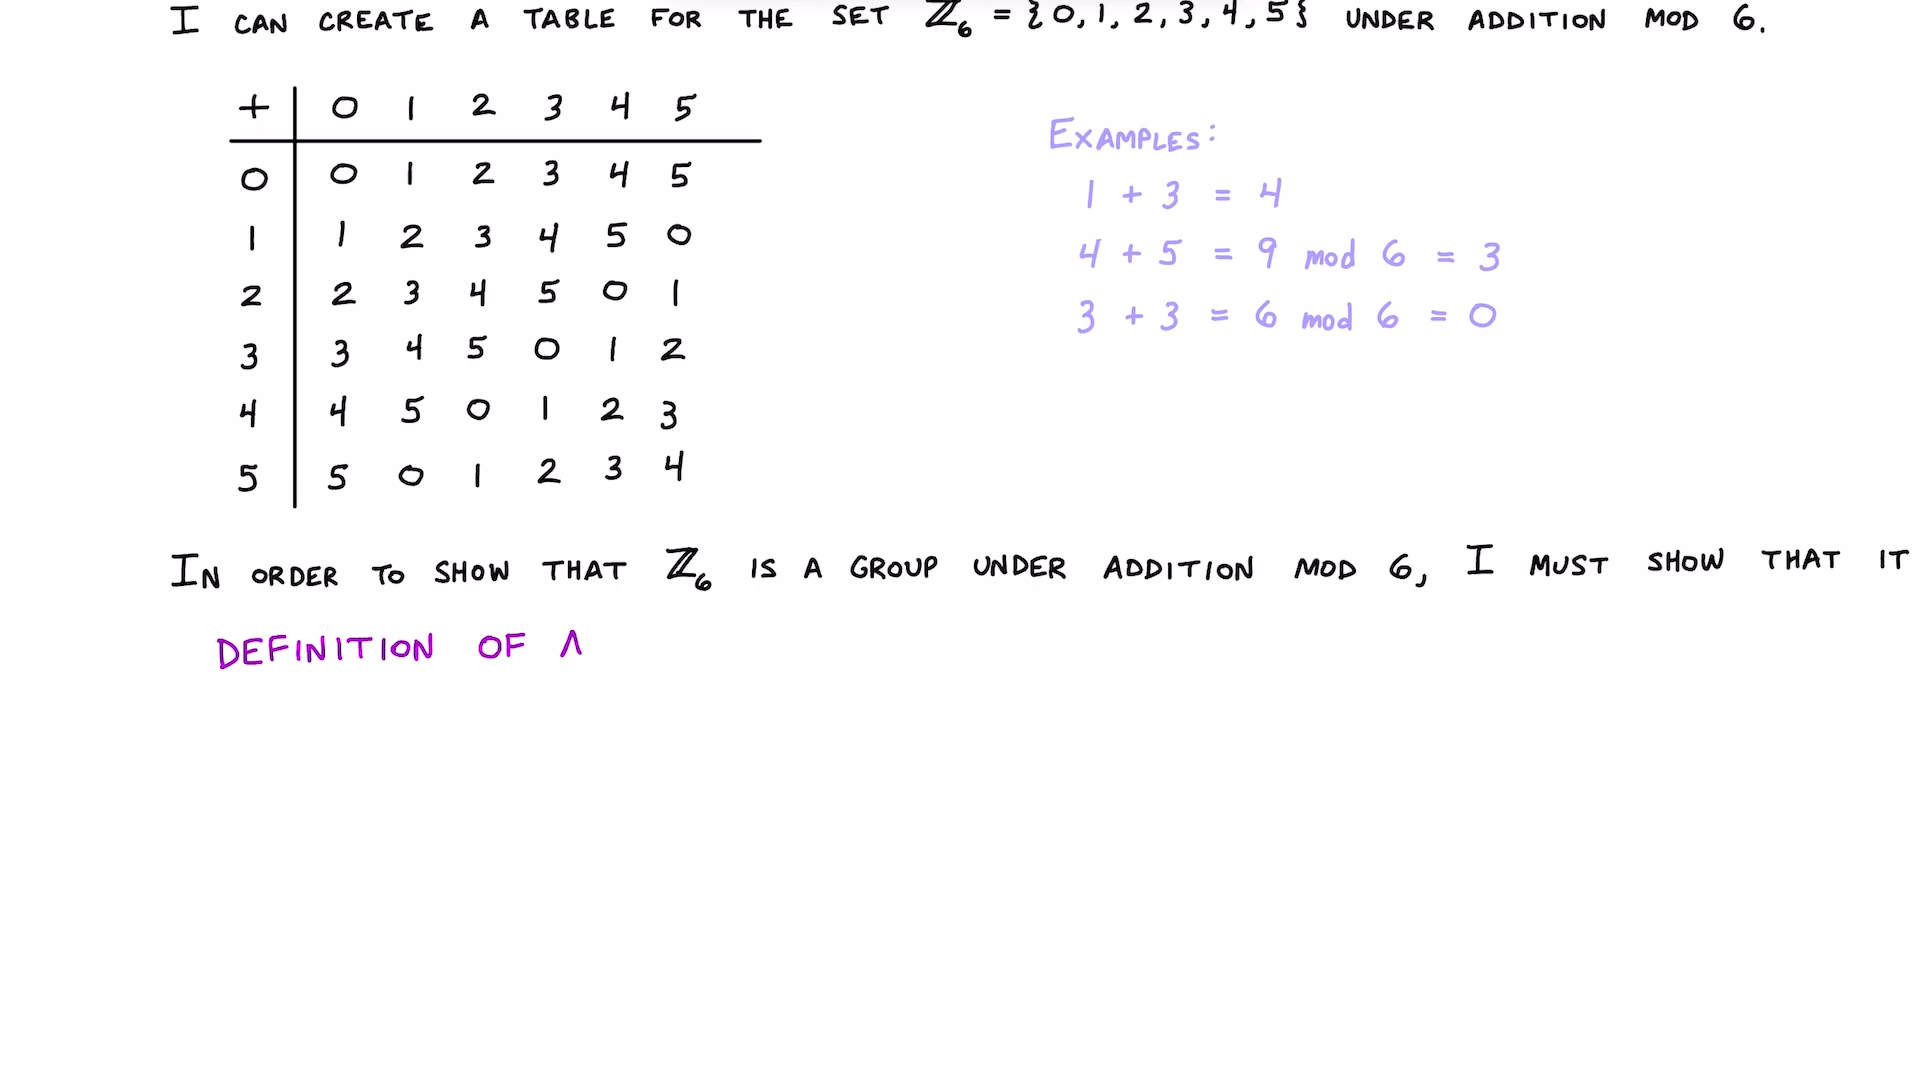 I CAN CREATE A TABLE FOR THE SET ℤ₆ = {0, 1, 2, 3, 4, 5} UNDER ADDITION MOD 6.
+ 0 1 2 3 4 5
0 0 1 2 3 4 5
1 1 2 3 4 5 0
2 2 3 4 5 0 1
3 3 4 5 0 1 2
4 4 5 0 1 2 3
5 5 0 1 2 3 4
EXAMPLES:
1 + 3 = 4
4 + 5 = 9 mod 6 = 3
3 + 3 = 6 mod 6 = 0
IN ORDER TO SHOW THAT ℤ₆ IS A GROUP UNDER ADDITION MOD 6, I MUST SHOW THAT IT
DEFINITION OF